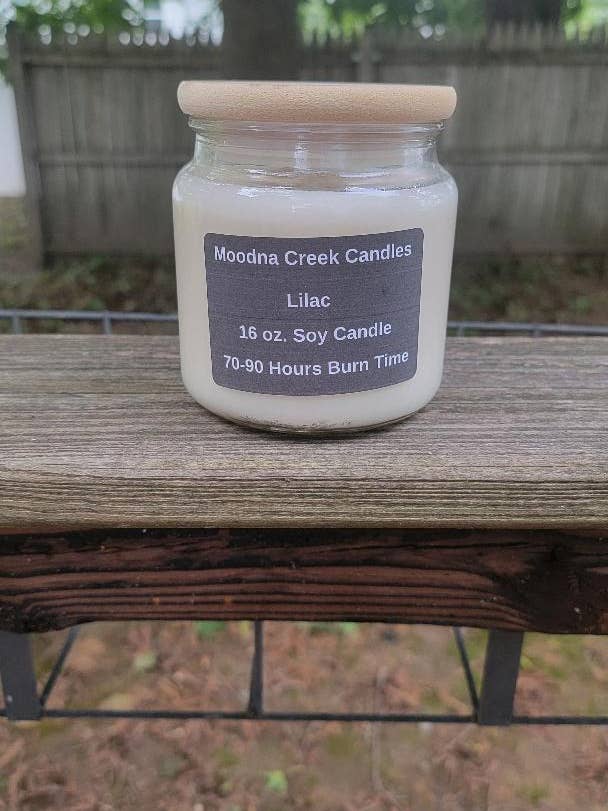 Moodna Creek Candles
Lilac
16 oz. Soy Candle
70-90 Hours Burn Time